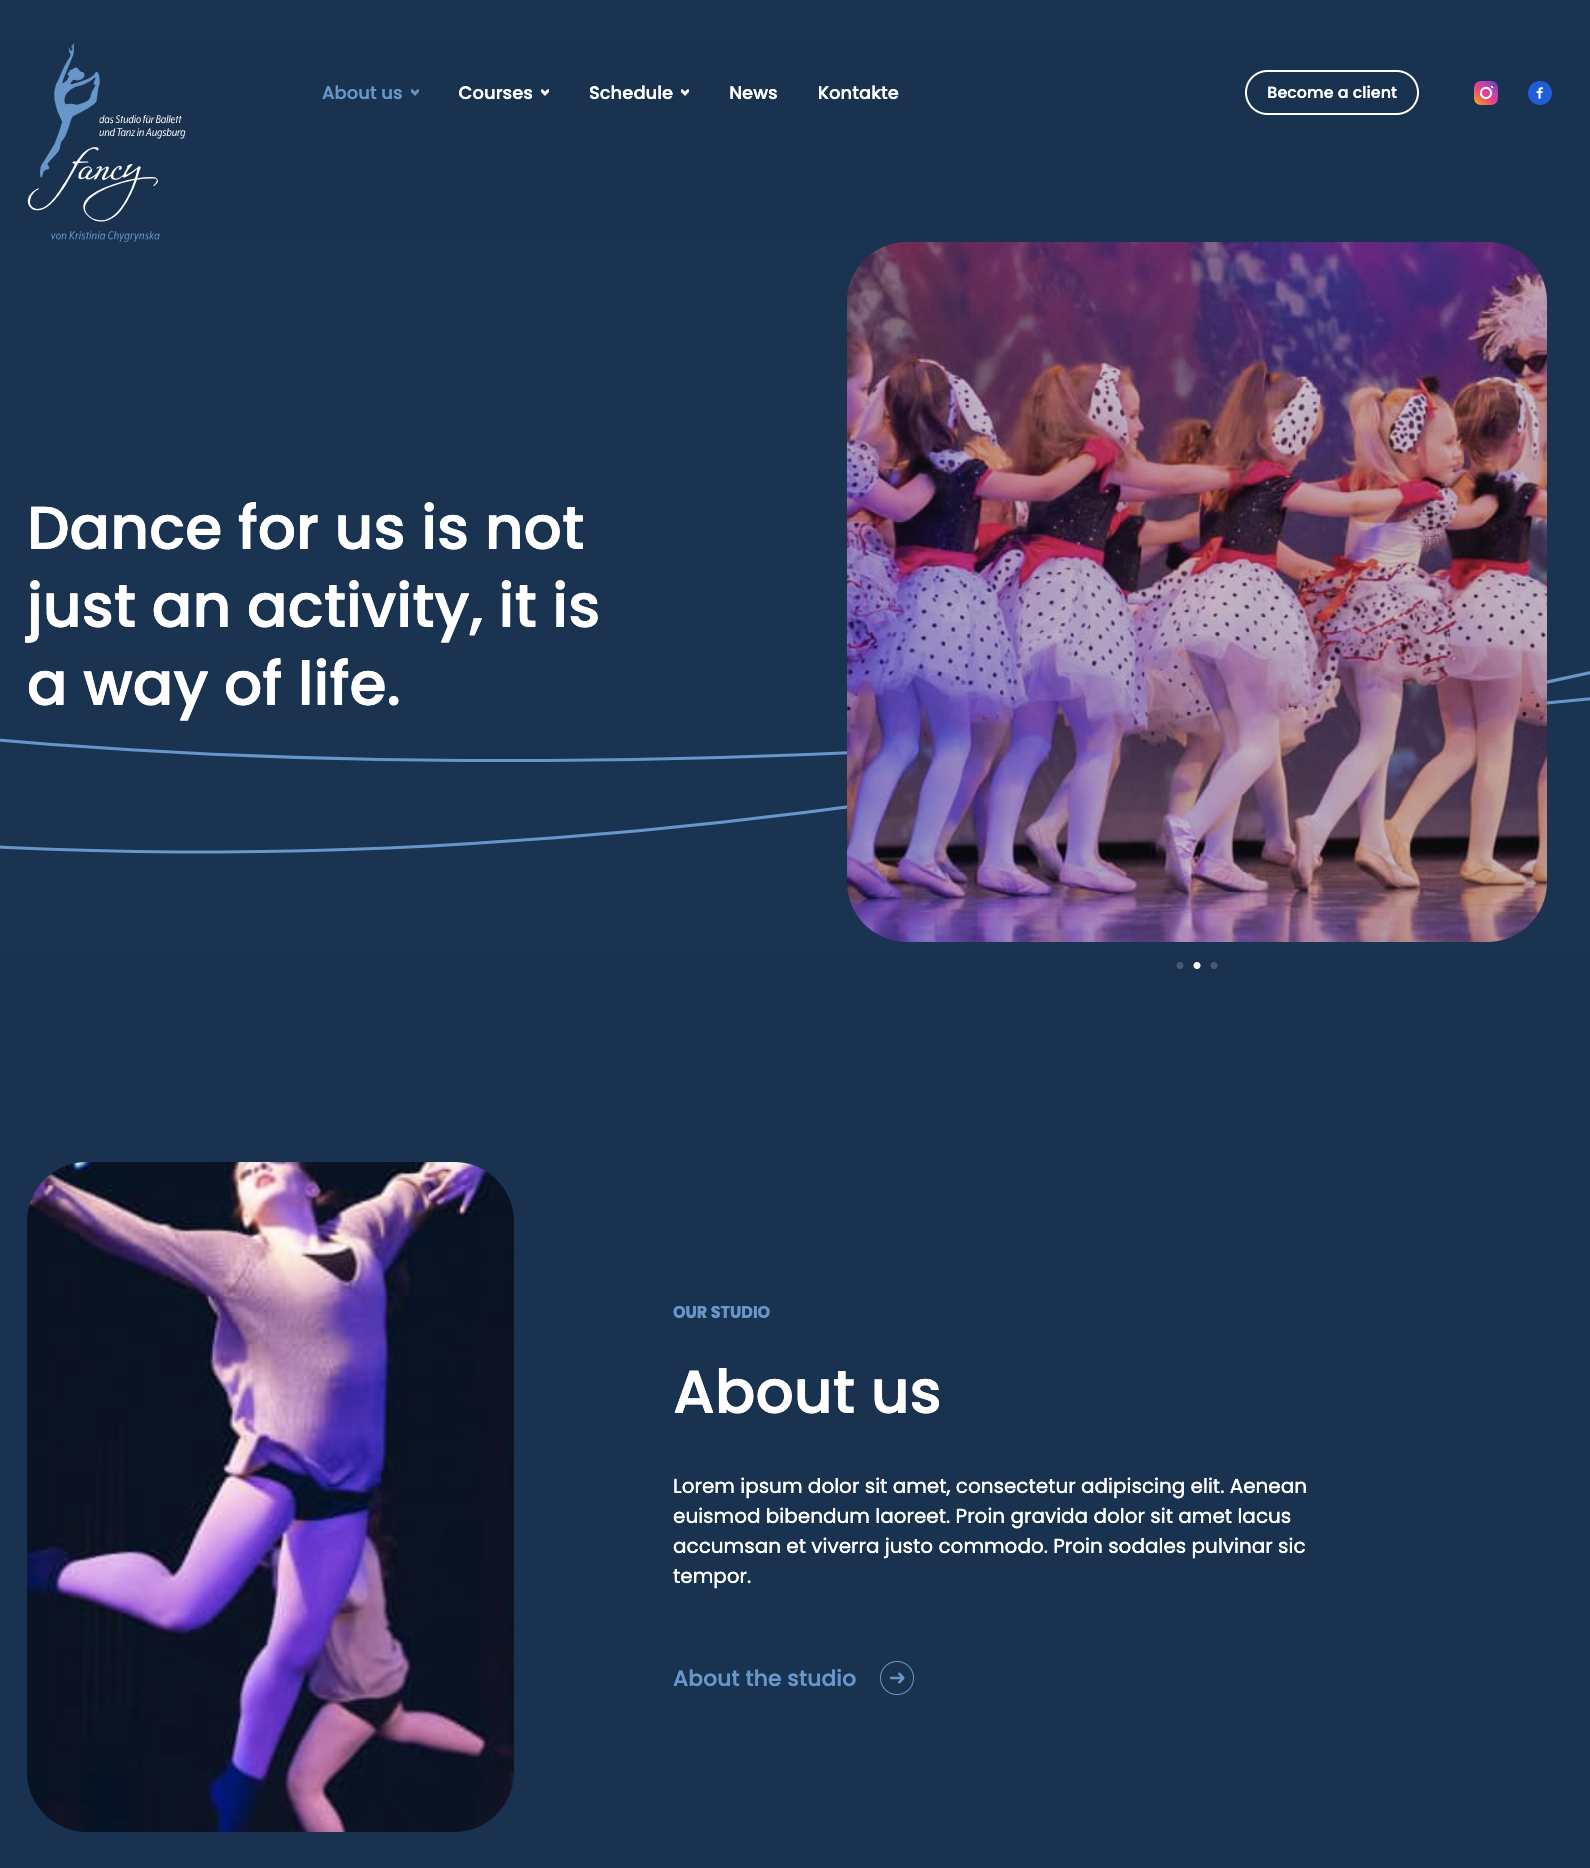 das Studio für Ballett
und Tanz in Augsburg
fancy
von Kristinia Chygrynska
About us
Courses
Schedule
News
Kontakte
Become a client
Dance for us is not
just an activity, it is
a way of life.
OUR STUDIO
About us
Lorem ipsum dolor sit amet, consectetur adipiscing elit. Aenean
euismod bibendum laoreet. Proin gravida dolor sit amet lacus
accumsan et viverra justo commodo. Proin sodales pulvinar sic
tempor.
About the studio